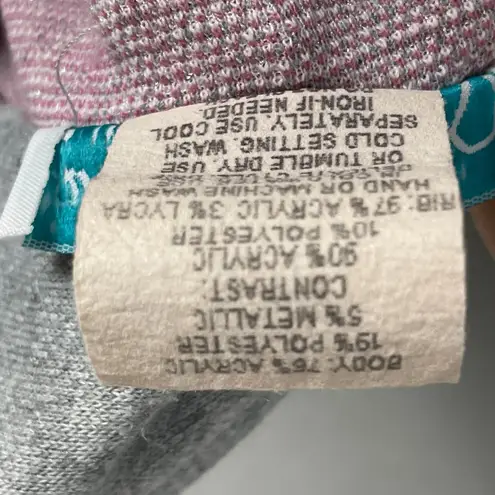 BODY: 76% ACRYLIC
19% POLYESTER
5% METALLIC
CONTRAST:
90% ACRYLIC
10% POLYESTER
RIB: 97% ACRYLIC 3% LYCRA
HAND OR MACHINE WASH
OR TUMBLE DRY. USE
COLD SETTING. WASH
SEPARATELY. USE COOL
IRON IF NEEDED.